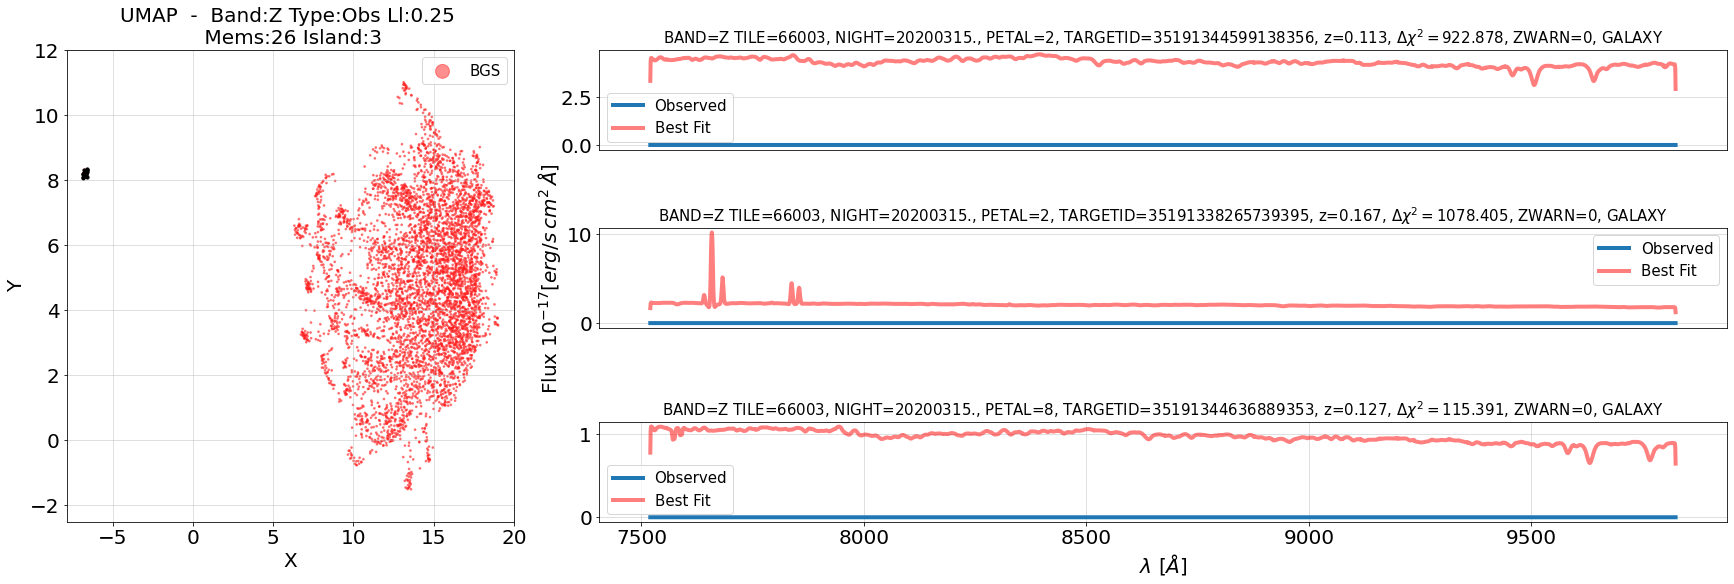 UMAP - Band:Z Type:Obs Ll:0.25
Mems:26 Island:3
BGS
12
10
8
6
4
2
0
−2
Y
−5
0
5
10
15
20
X
BAND=Z TILE=66003, NIGHT=20200315., PETAL=2, TARGETID=35191344599138356, z=0.113, Δχ² = 922.878, ZWARN=0, GALAXY
2.5
0.0
Observed
Best Fit
BAND=Z TILE=66003, NIGHT=20200315., PETAL=2, TARGETID=35191338265739395, z=0.167, Δχ² = 1078.405, ZWARN=0, GALAXY
10
0
Observed
Best Fit
Flux 10⁻¹⁷[erg/s cm² Å]
BAND=Z TILE=66003, NIGHT=20200315., PETAL=8, TARGETID=35191344636889353, z=0.127, Δχ² = 115.391, ZWARN=0, GALAXY
1
0
Observed
Best Fit
7500
8000
8500
9000
9500
λ [Å]